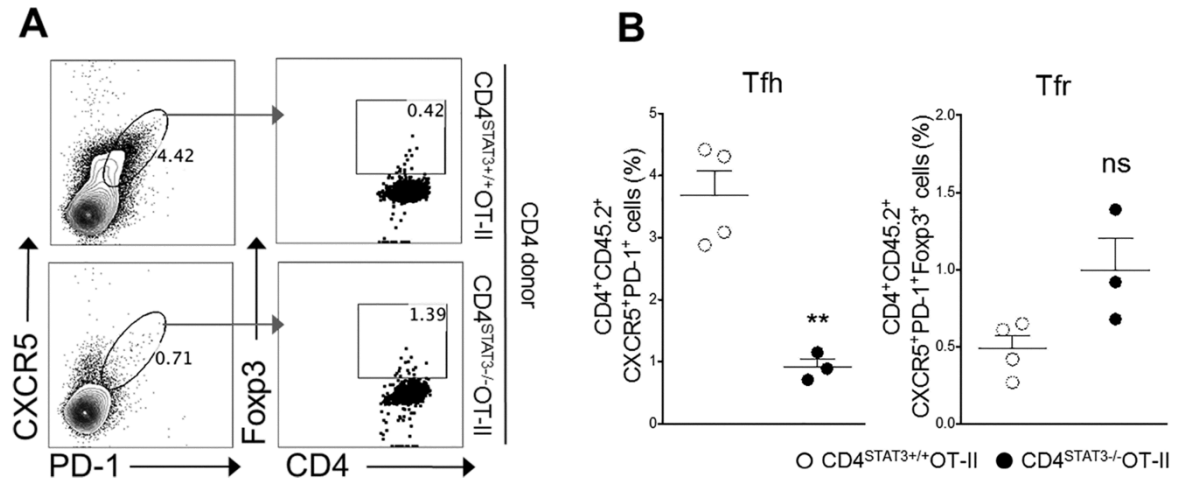 A
CXCR5
PD-1
4.42
0.71
Foxp3
CD4
0.42
1.39
CD4STAT3+/+OT-II
CD4STAT3-/-OT-II
CD4 donor
B
Tfh
CD4+CD45.2+
CXCR5+PD-1+ cells (%)
5
4
3
2
1
0
**
Tfr
CD4+CD45.2+
CXCR5+PD-1+Foxp3+ cells (%)
2.0
1.5
1.0
0.5
0.0
ns
CD4STAT3+/+OT-II
CD4STAT3-/-OT-II